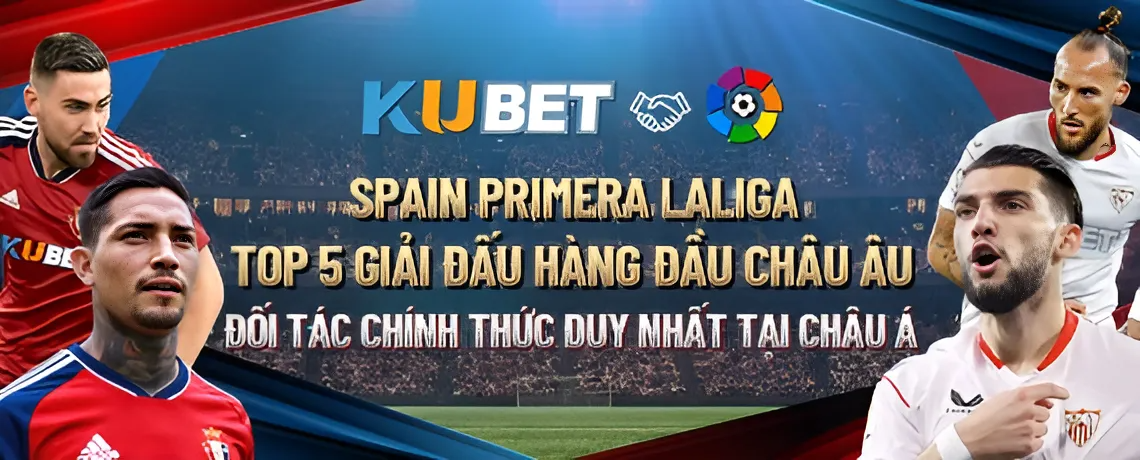 KUBET
SPAIN PRIMERA LALIGA
TOP 5 GIẢI ĐẤU HÀNG ĐẦU CHÂU ÂU
ĐỐI TÁC CHÍNH THỨC DUY NHẤT TẠI CHÂU Á
KUBET